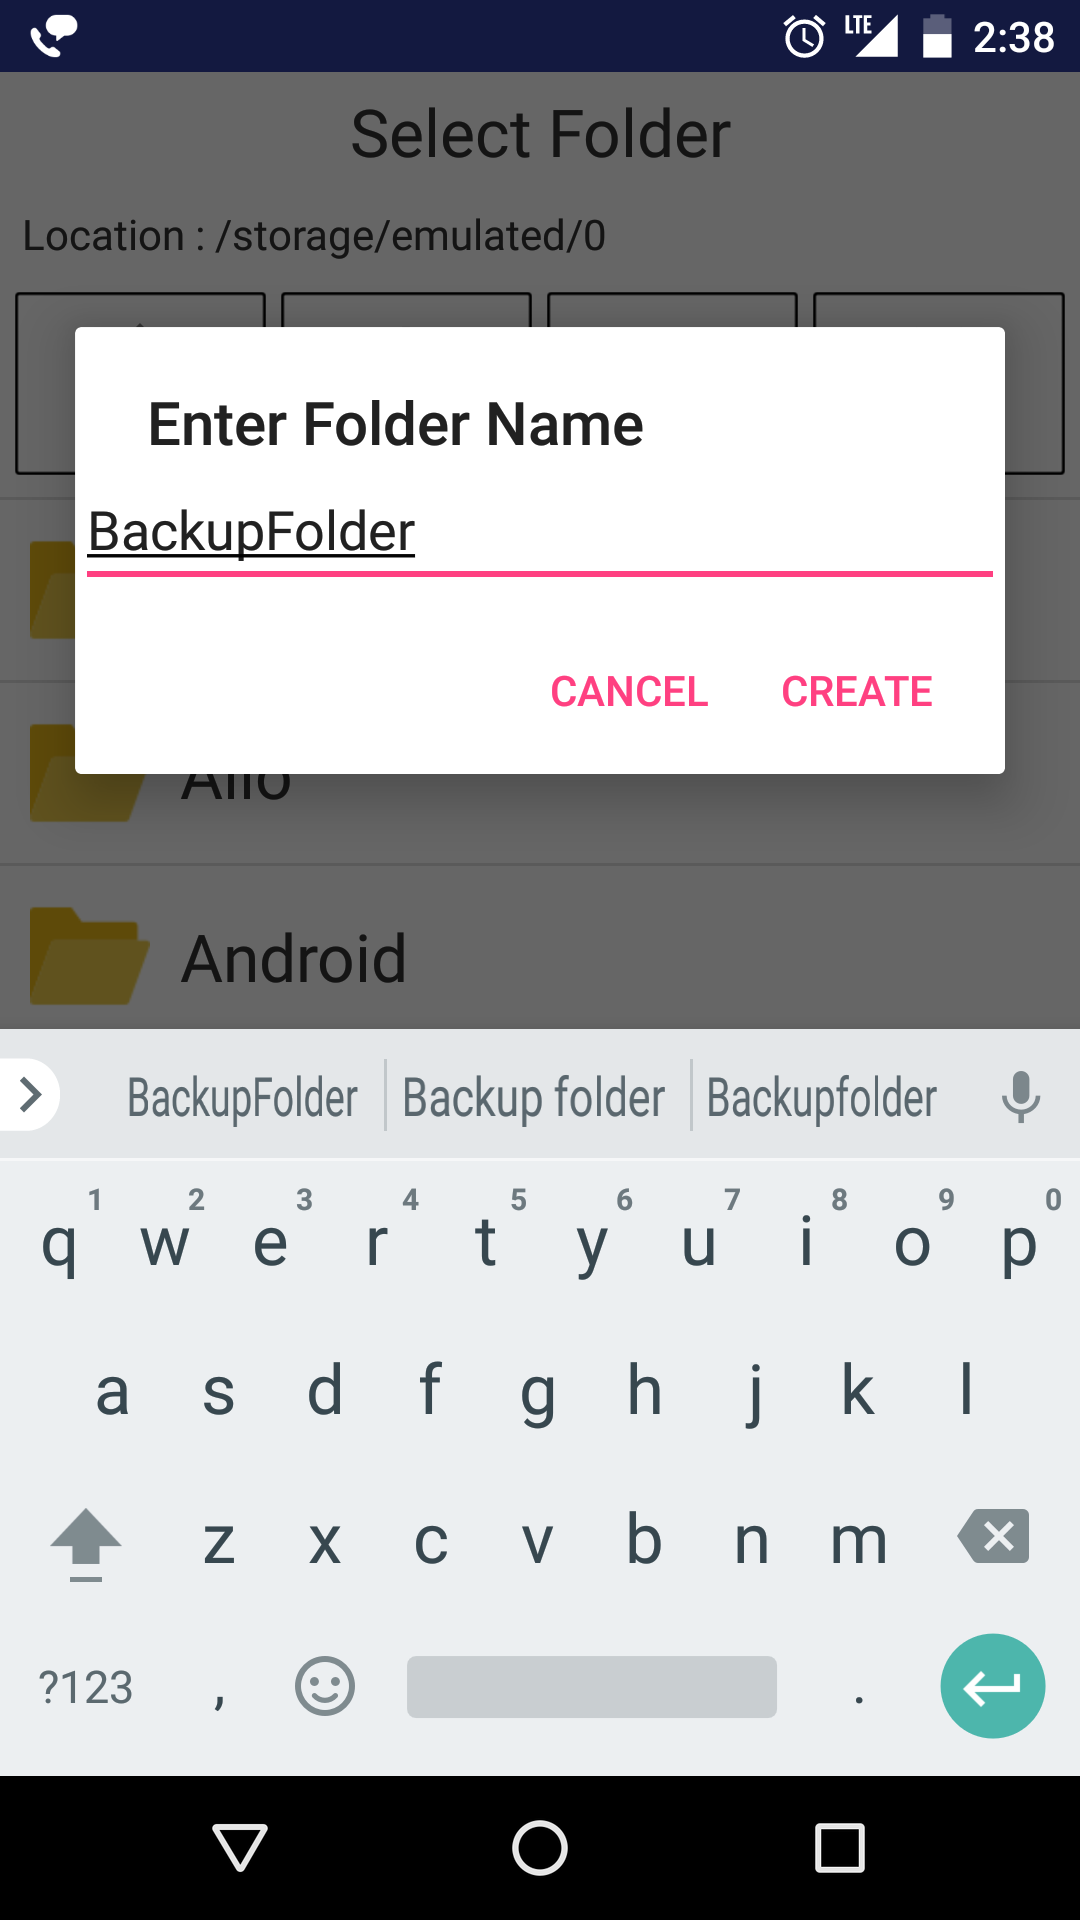 LTE 2:38
Select Folder
Location : /storage/emulated/0
Enter Folder Name
BackupFolder
CANCEL CREATE
Allo
Android
BackupFolder Backup folder Backupfolder
1 2 3 4 5 6 7 8 9 0
q w e r t y u i o p
a s d f g h j k l
z x c v b n m
?123 , .